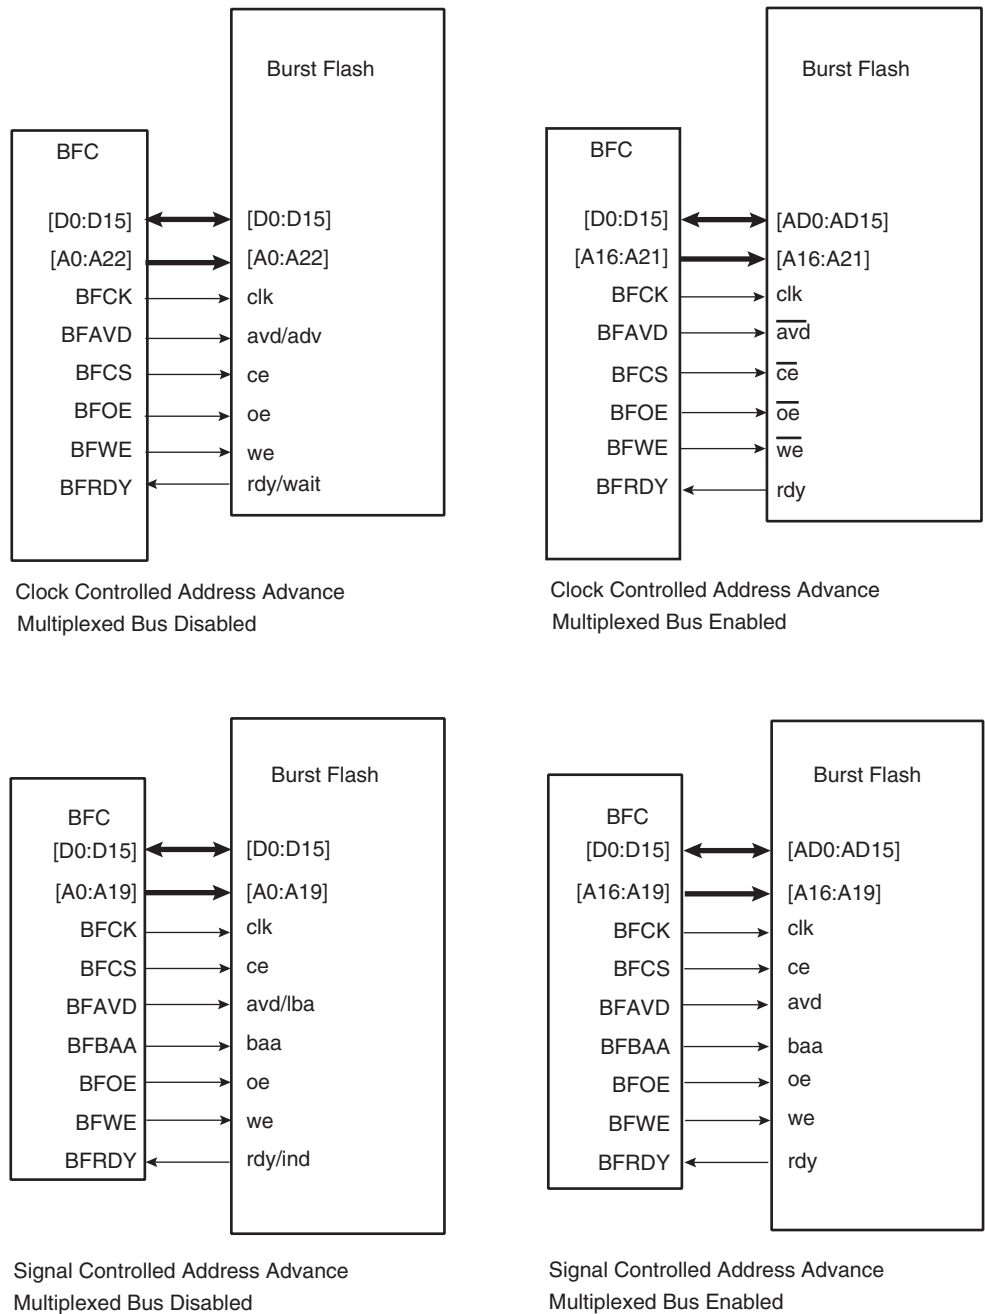 Burst Flash
BFC
[D0:D15] [D0:D15]
[A0:A22] [A0:A22]
BFCK clk
BFAVD avd/adv
BFCS ce
BFOE oe
BFWE we
BFRDY rdy/wait
Clock Controlled Address Advance
Multiplexed Bus Disabled
Burst Flash
BFC
[D0:D15] [AD0:AD15]
[A16:A21] [A16:A21]
BFCK clk
BFAVD a̅v̅d̅
BFCS c̅e̅
BFOE o̅e̅
BFWE w̅e̅
BFRDY rdy
Clock Controlled Address Advance
Multiplexed Bus Enabled
Burst Flash
BFC
[D0:D15] [D0:D15]
[A0:A19] [A0:A19]
BFCK clk
BFCS ce
BFAVD avd/lba
BFBAA baa
BFOE oe
BFWE we
BFRDY rdy/ind
Signal Controlled Address Advance
Multiplexed Bus Disabled
Burst Flash
BFC
[D0:D15] [AD0:AD15]
[A16:A19] [A16:A19]
BFCK clk
BFCS ce
BFAVD avd
BFBAA baa
BFOE oe
BFWE we
BFRDY rdy
Signal Controlled Address Advance
Multiplexed Bus Enabled